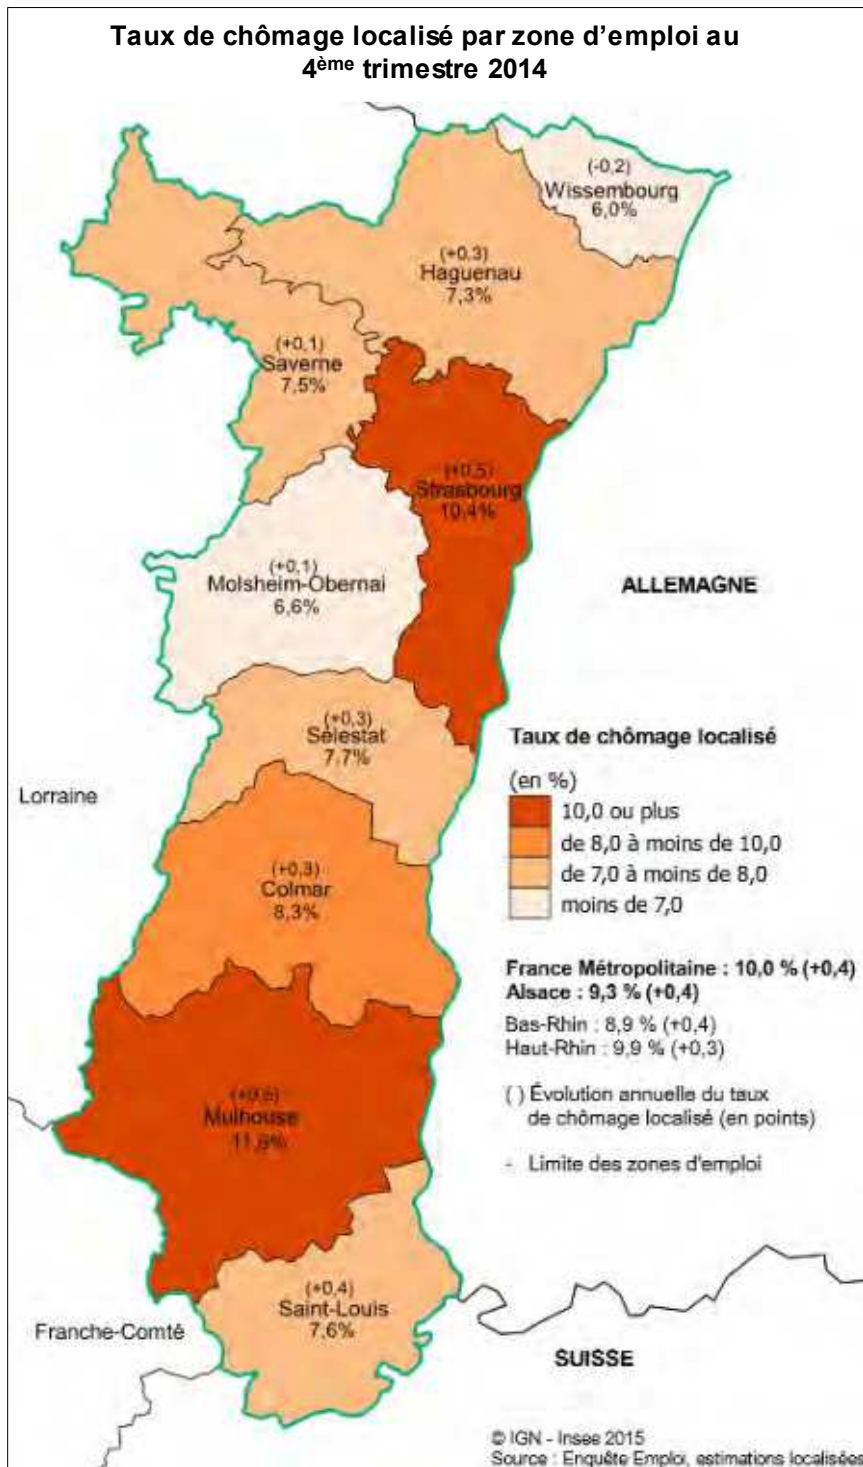 Taux de chômage localisé par zone d’emploi au
4ème trimestre 2014
(-0,2)
Wissembourg
6,0%
(+0,3)
Haguenau
7,3%
(+0,1)
Saverne
7,5%
(+0,5)
Strasbourg
10,4%
(+0,1)
Molsheim-Obernai
6,6%
ALLEMAGNE
(+0,3)
Sélestat
7,7%
Lorraine
(+0,3)
Colmar
8,3%
Taux de chômage localisé
(en %)
10,0 ou plus
de 8,0 à moins de 10,0
de 7,0 à moins de 8,0
moins de 7,0
France Métropolitaine : 10,0 % (+0,4)
Alsace : 9,3 % (+0,4)
Bas-Rhin : 8,9 % (+0,4)
Haut-Rhin : 9,9 % (+0,3)
( ) Évolution annuelle du taux
de chômage localisé (en points)
- Limite des zones d'emploi
Mulhouse
(+0,4)
Saint-Louis
7,6%
Franche-Comté
SUISSE
© IGN - Insee 2015
Source : Enquête Emploi, estimations localisées